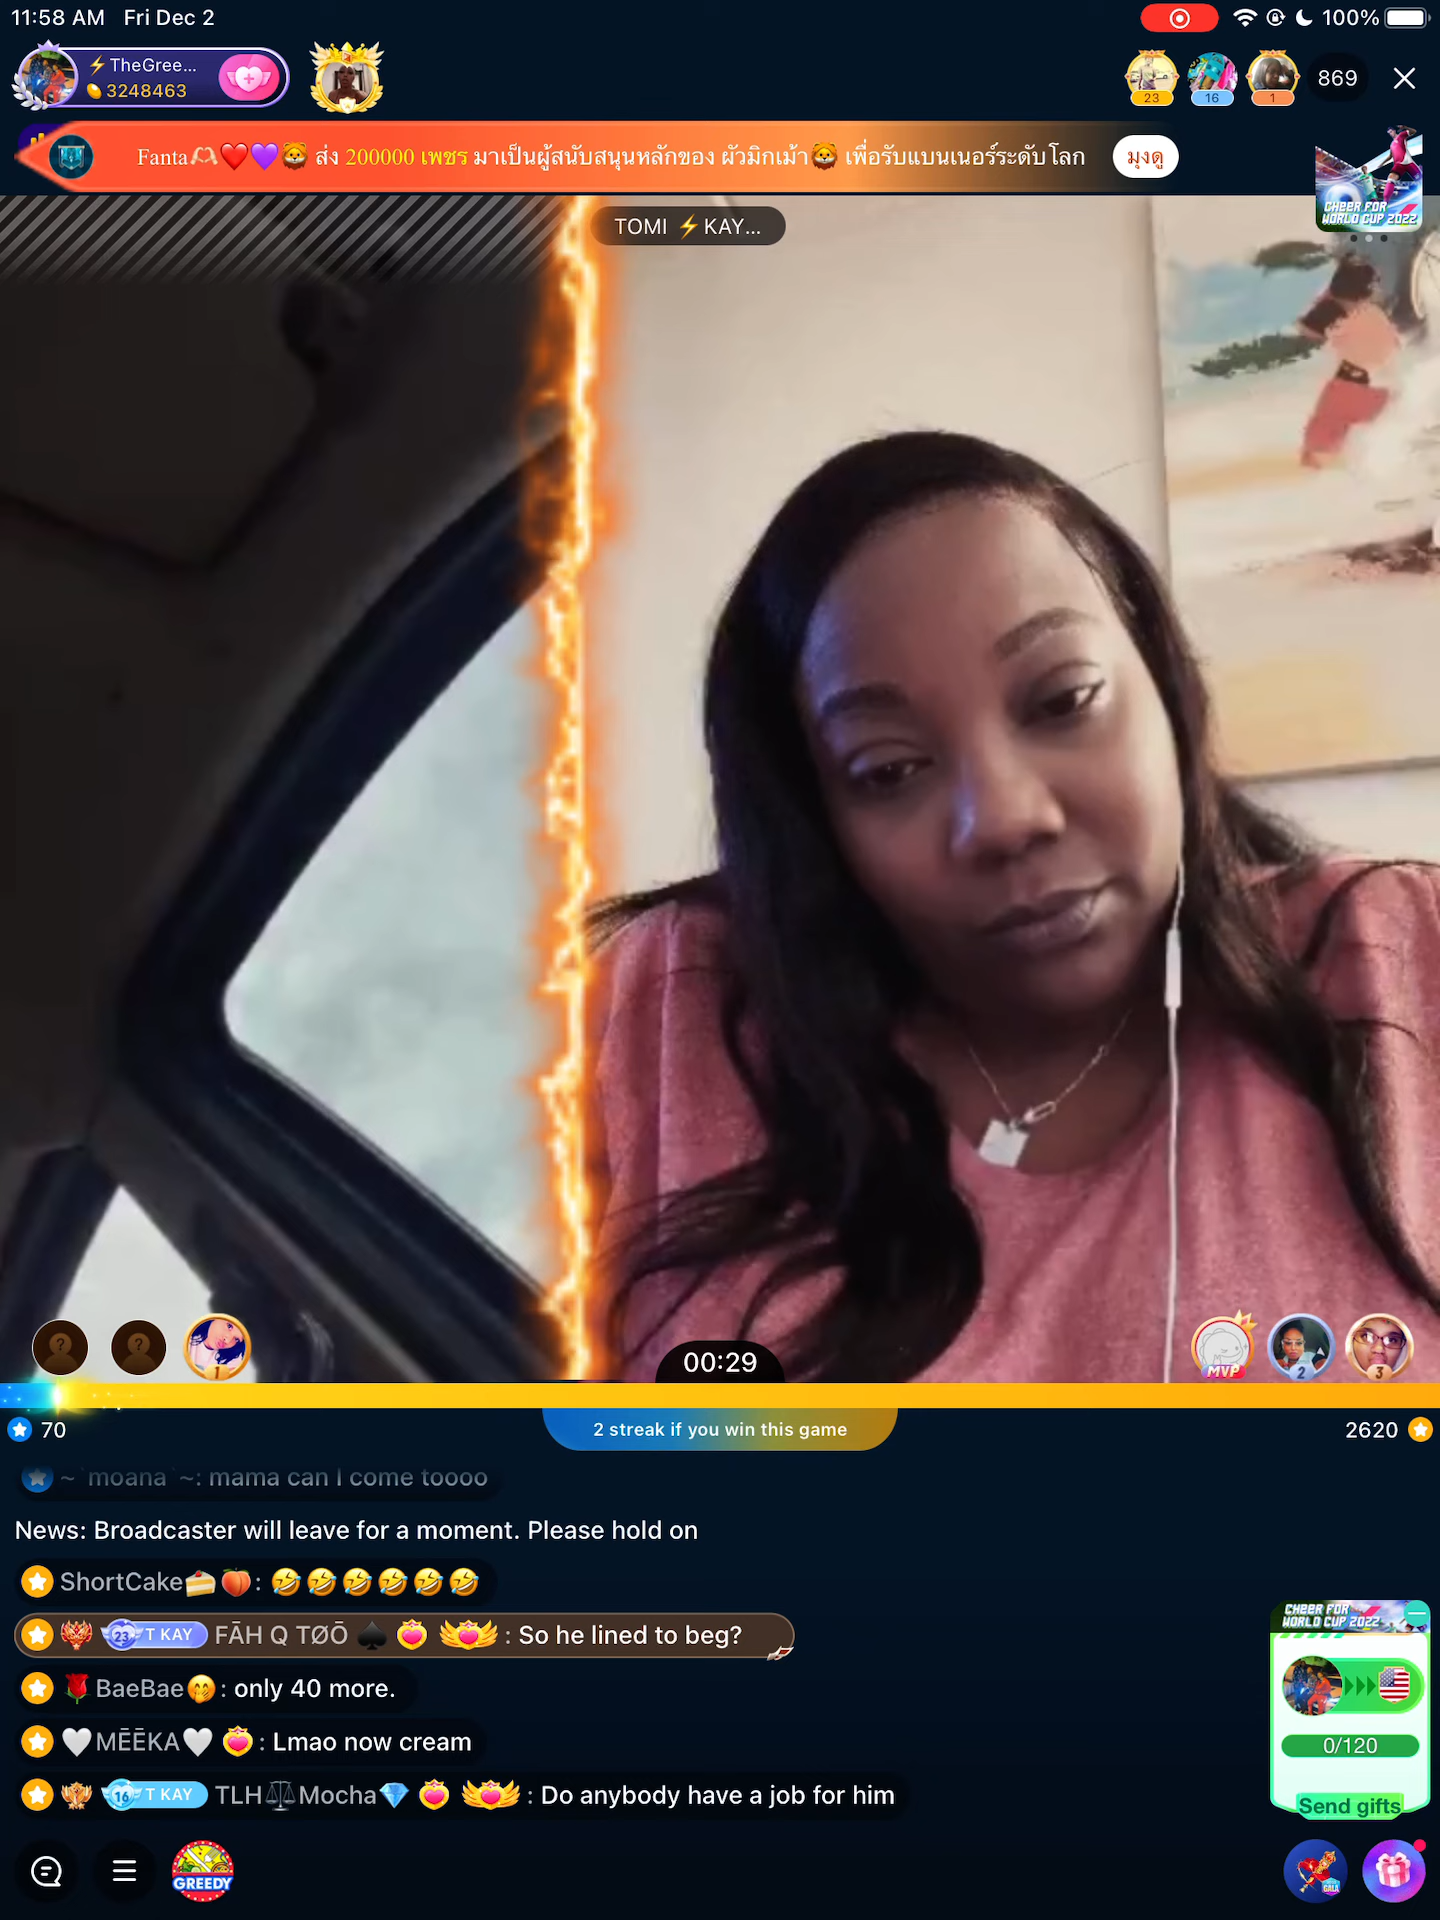 11:58 AM Fri Dec 2
100%
⚡TheGree...
3248463
23
16
1
869
Fanta🫶❤️💜🦁 ส่ง 200000 เพชร มาเป็นผู้สนับสนุนหลักของ ผัวมิกเม้า🦁 เพื่อรับแบนเนอร์ระดับโลก
มุงดู
CHEER FOR
WORLD CUP 2022
TOMI ⚡KAY...
1
00:29
MVP
2
3
70
2 streak if you win this game
2620
~`moana`~: mama can I come toooo
News: Broadcaster will leave for a moment. Please hold on
ShortCake🍰🍑: 🤣🤣🤣🤣🤣🤣
23 T KAY FĀH Q TØŌ ♠️ : So he lined to beg?
🌹BaeBae🤭: only 40 more.
🤍MĒĒKA🤍 : Lmao now cream
16 T KAY TLH⚖️Mocha💎 : Do anybody have a job for him
CHEER FOR
WORLD CUP 2022
0/120
Send gifts
GREEDY